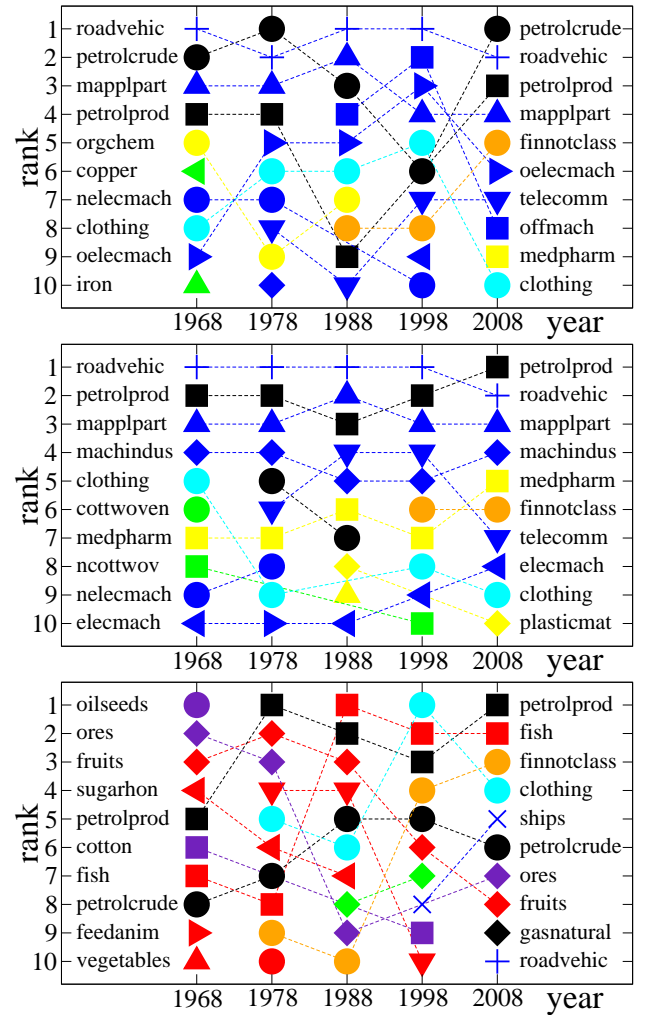 1 roadvehic petrolcrude
2 petrolcrude roadvehic
3 mapplpart petrolprod
4 petrolprod mapplpart
5 orgchem finnotclass
6 copper oelecmach
7 nelecmach telecomm
8 clothing offmach
9 oelecmach medpharm
10 iron clothing
rank
1968 1978 1988 1998 2008 year
1 roadvehic petrolprod
2 petrolprod roadvehic
3 mapplpart mapplpart
4 machindus machindus
5 clothing medpharm
6 cottwoven finnotclass
7 medpharm telecomm
8 ncottwov elecmach
9 nelecmach clothing
10 elecmach plasticmat
rank
1968 1978 1988 1998 2008 year
1 oilseeds petrolprod
2 ores fish
3 fruits finnotclass
4 sugarhon clothing
5 petrolprod ships
6 cotton petrolcrude
7 fish ores
8 petrolcrude fruits
9 feedanim gasnatural
10 vegetables roadvehic
rank
1968 1978 1988 1998 2008 year